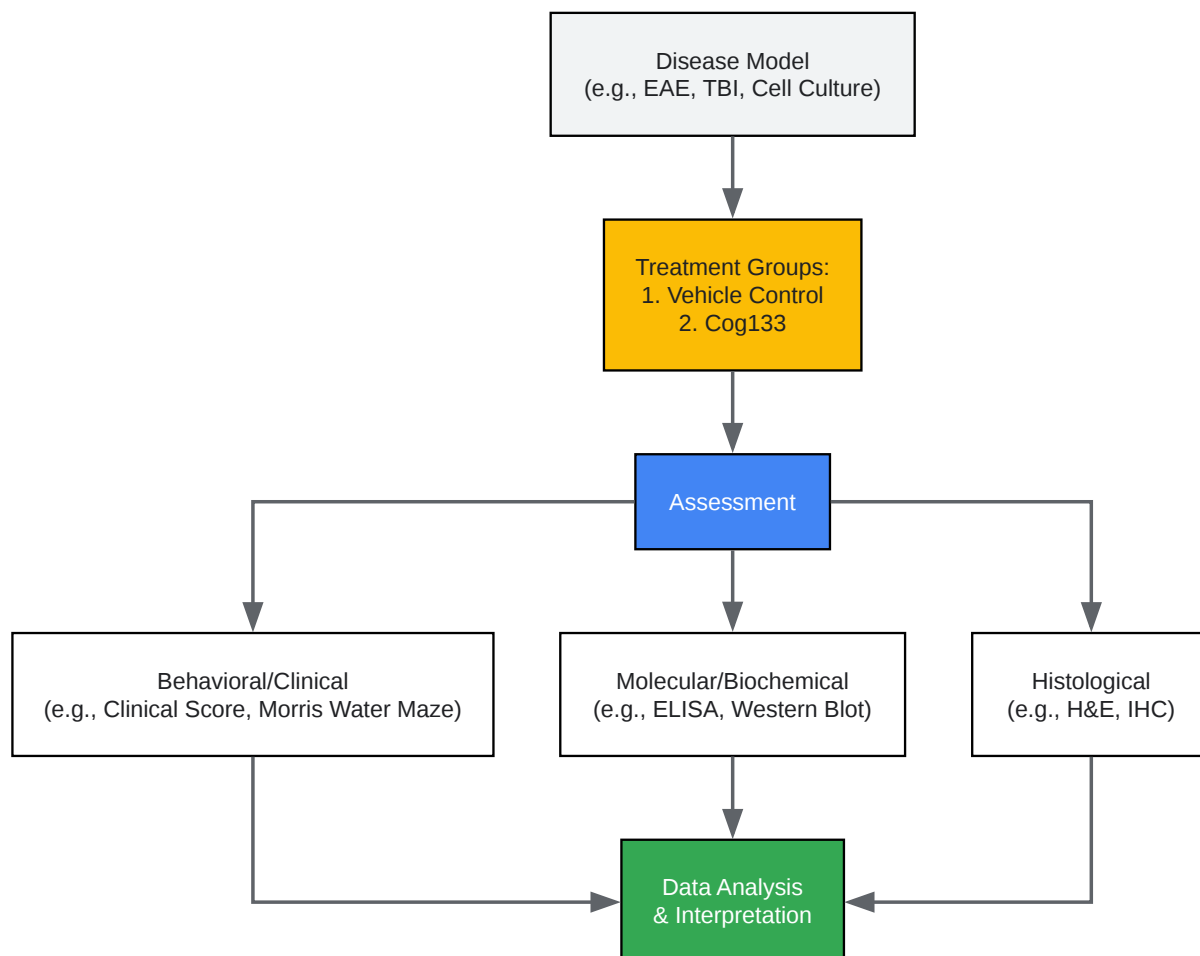 Disease Model
(e.g., EAE, TBI, Cell Culture)
Treatment Groups:
1. Vehicle Control
2. Cog133
Assessment
Behavioral/Clinical
(e.g., Clinical Score, Morris Water Maze)
Molecular/Biochemical
(e.g., ELISA, Western Blot)
Histological
(e.g., H&E, IHC)
Data Analysis
& Interpretation